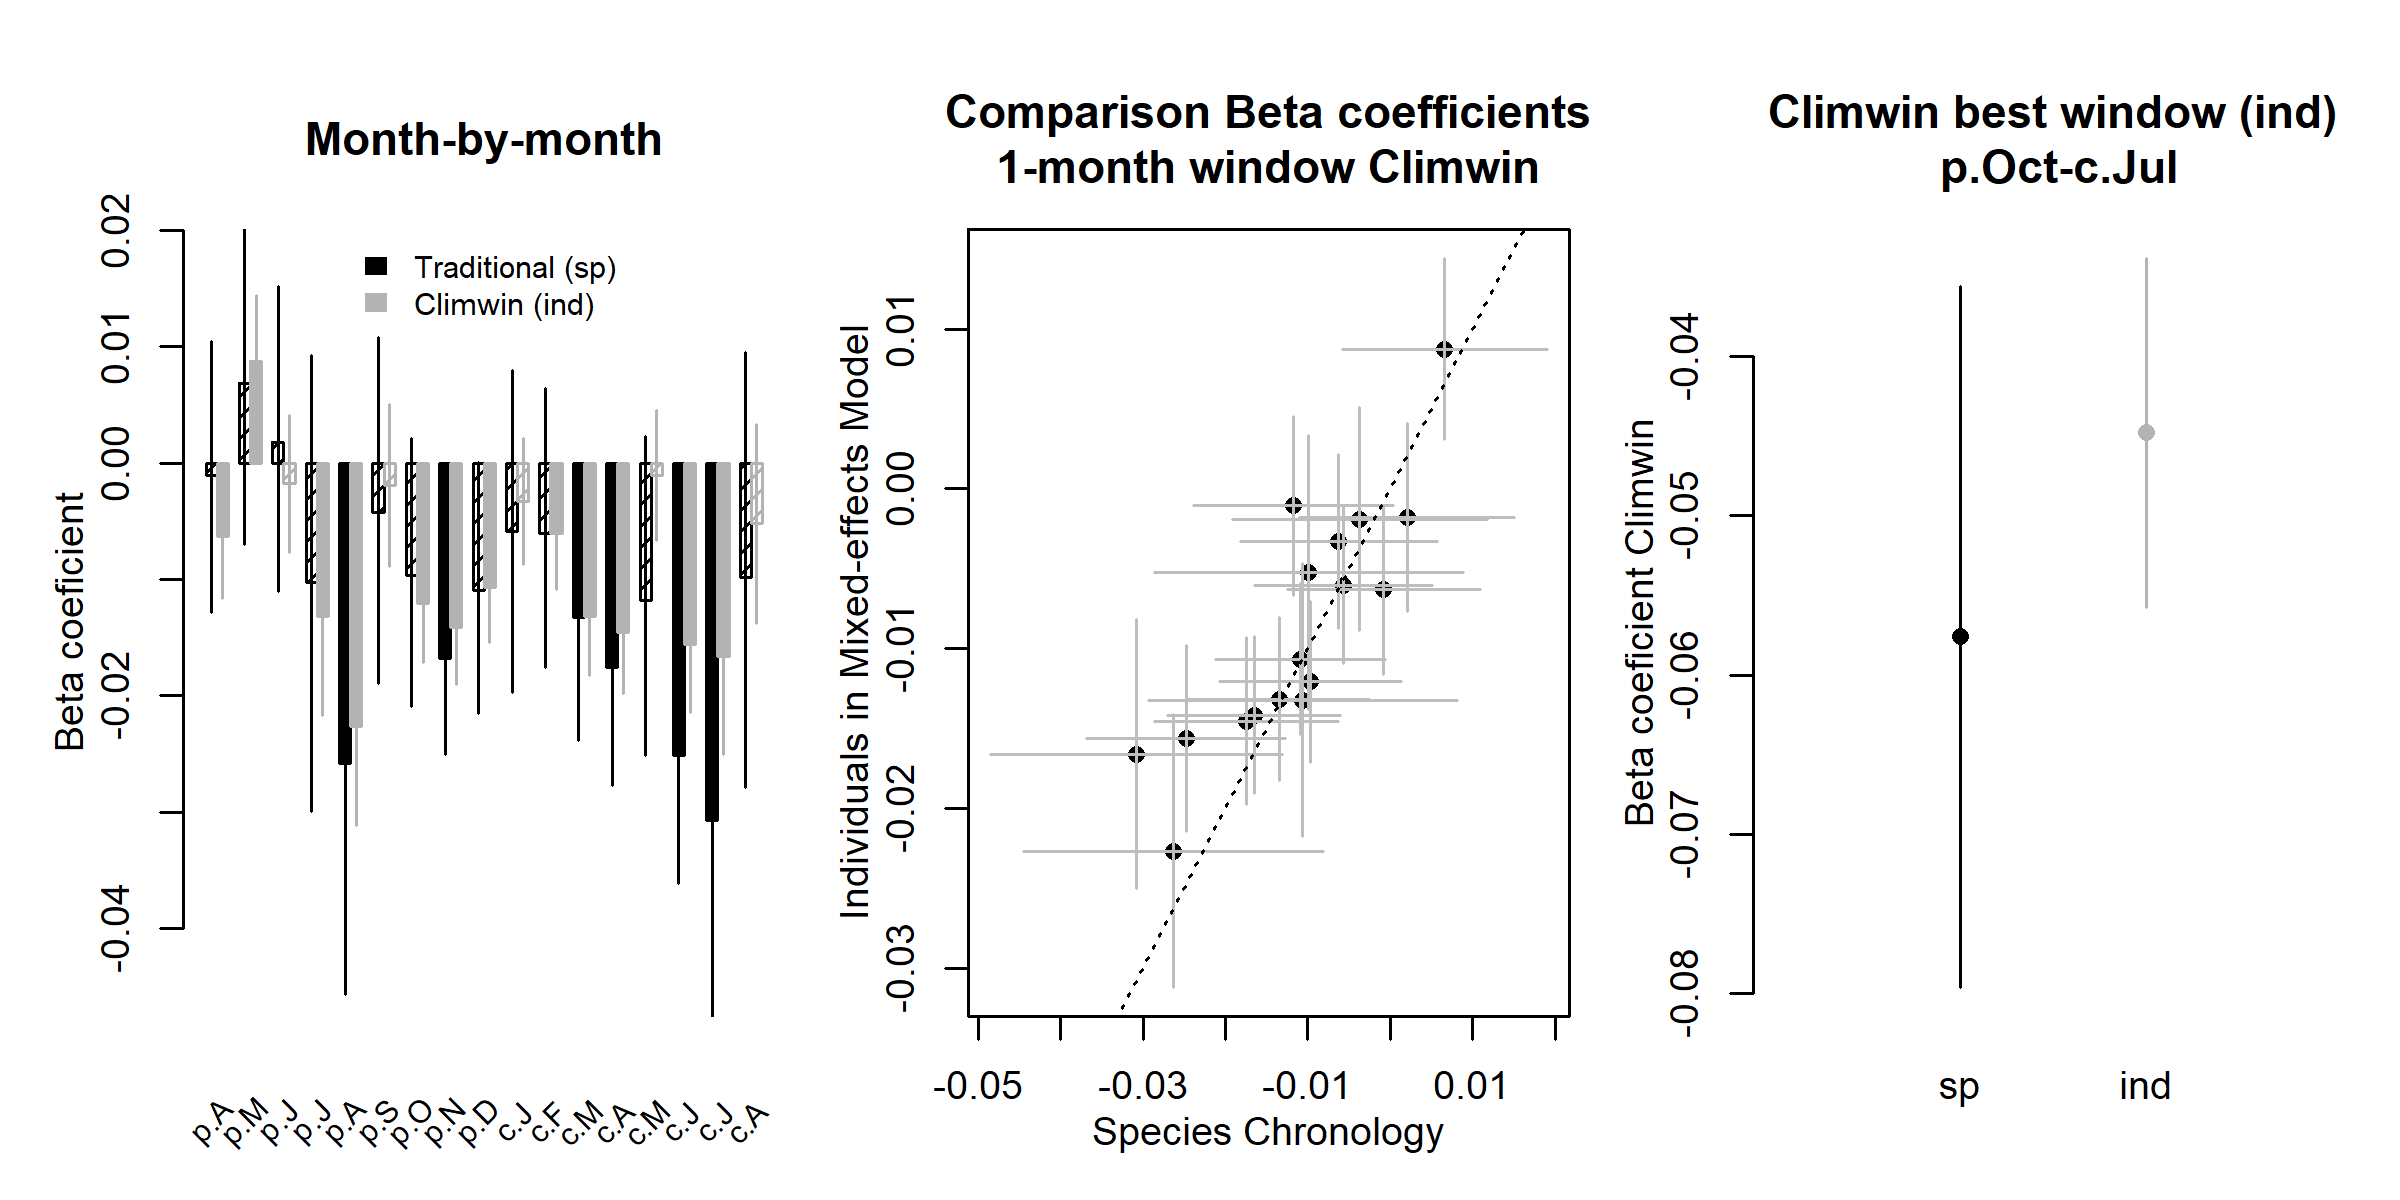 Month-by-month
Beta coeficient
0.02
0.01
0.00
-0.02
-0.04
Traditional (sp)
Climwin (ind)
p.A
p.M
p.J
p.J
p.A
p.S
p.O
p.N
p.D
c.J
c.F
c.M
c.A
c.M
c.J
c.J
c.A
Comparison Beta coefficients
1-month window Climwin
Individuals in Mixed-effects Model
0.01
0.00
-0.01
-0.02
-0.03
-0.05
-0.03
-0.01
0.01
Species Chronology
Climwin best window (ind)
p.Oct-c.Jul
Beta coeficient Climwin
-0.04
-0.05
-0.06
-0.07
-0.08
sp
ind